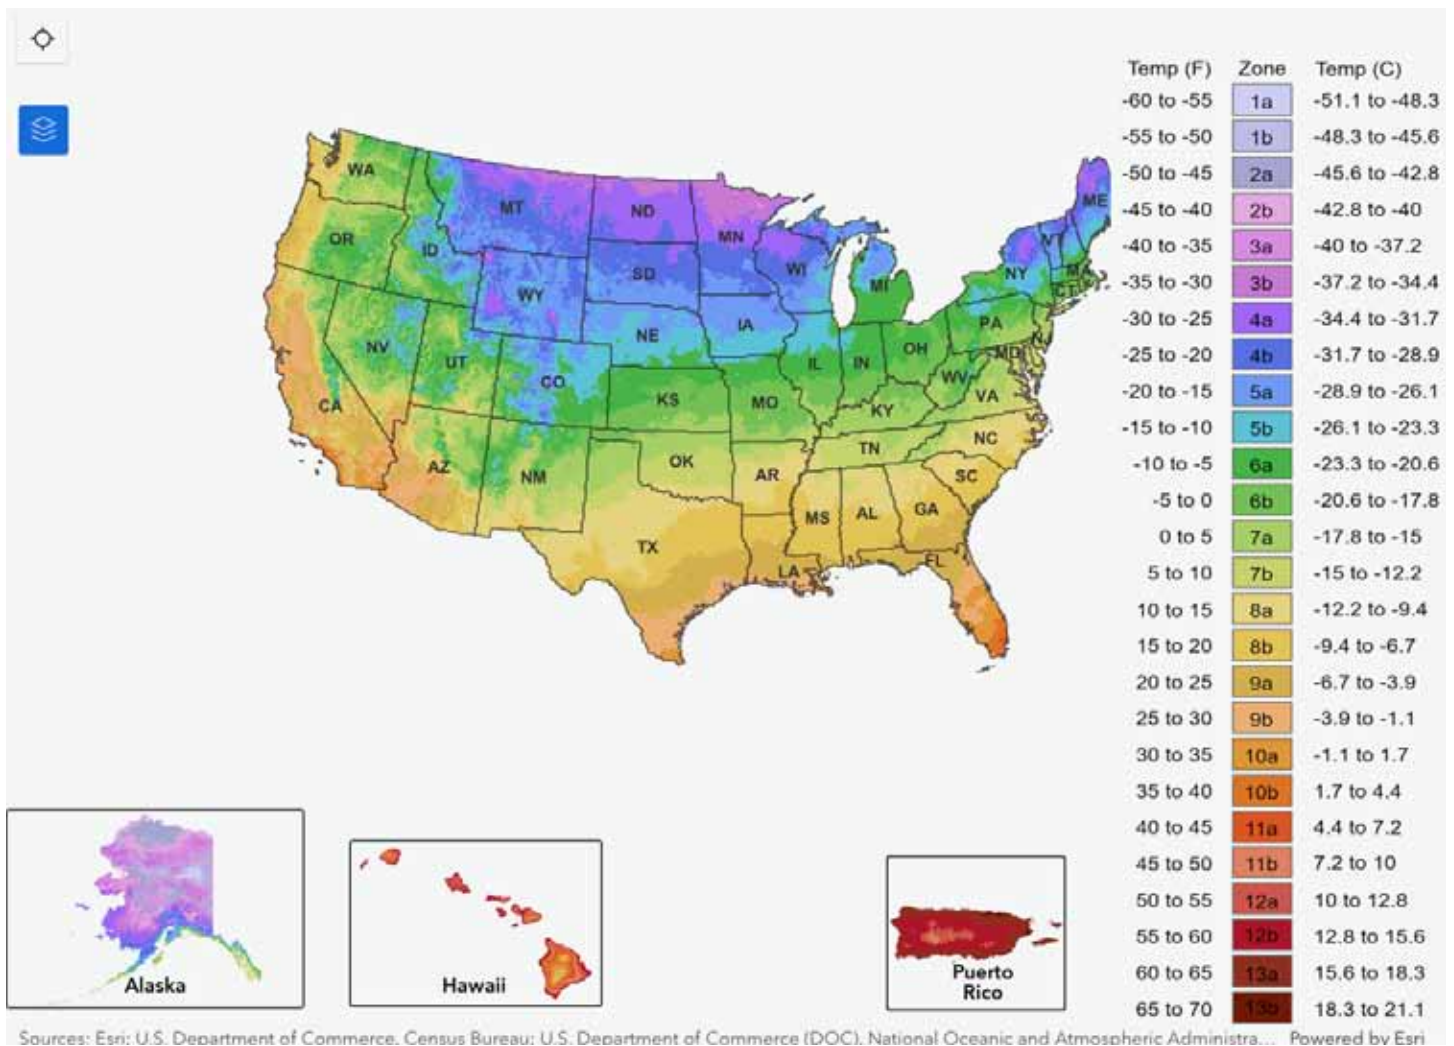 Temp (F) Zone Temp (C)
-60 to -55 1a -51.1 to -48.3
-55 to -50 1b -48.3 to -45.6
-50 to -45 2a -45.6 to -42.8
-45 to -40 2b -42.8 to -40
-40 to -35 3a -40 to -37.2
-35 to -30 3b -37.2 to -34.4
-30 to -25 4a -34.4 to -31.7
-25 to -20 4b -31.7 to -28.9
-20 to -15 5a -28.9 to -26.1
-15 to -10 5b -26.1 to -23.3
-10 to -5 6a -23.3 to -20.6
-5 to 0 6b -20.6 to -17.8
0 to 5 7a -17.8 to -15
5 to 10 7b -15 to -12.2
10 to 15 8a -12.2 to -9.4
15 to 20 8b -9.4 to -6.7
20 to 25 9a -6.7 to -3.9
25 to 30 9b -3.9 to -1.1
30 to 35 10a -1.1 to 1.7
35 to 40 10b 1.7 to 4.4
40 to 45 11a 4.4 to 7.2
45 to 50 11b 7.2 to 10
50 to 55 12a 10 to 12.8
55 to 60 12b 12.8 to 15.6
60 to 65 13a 15.6 to 18.3
65 to 70 13b 18.3 to 21.1
WA
MT
ND
MN
ME
OR
ID
SD
WI
NY
MA
WY
MI
CT
NE
IA
PA
NV
UT
CO
IL
IN
OH
MD
WV
VA
CA
KS
MO
KY
NC
AZ
NM
OK
AR
TN
SC
TX
MS
AL
GA
LA
FL
Alaska
Hawaii
Puerto
Rico
Sources: Esri; U.S. Department of Commerce, Census Bureau; U.S. Department of Commerce (DOC), National Oceanic and Atmospheric Administra... Powered by Esri